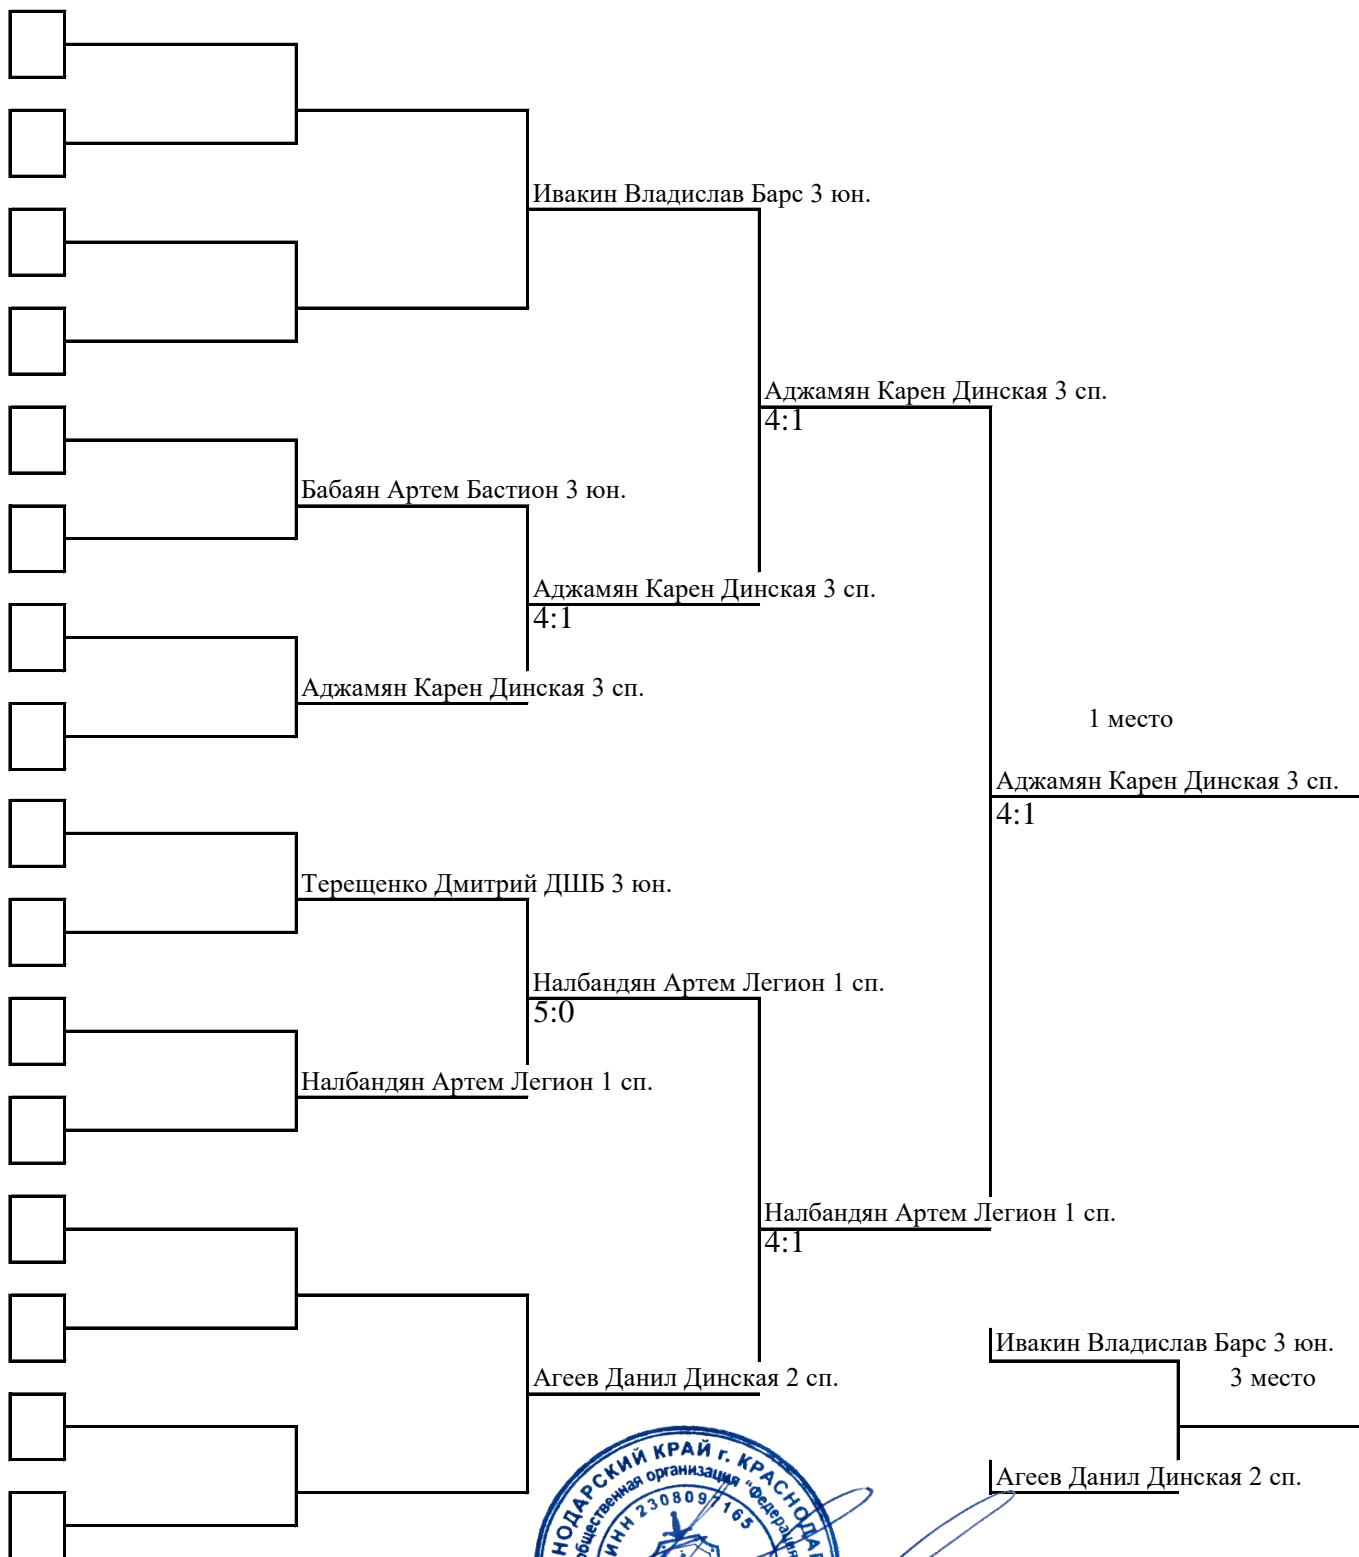 Ивакин Владислав Барс 3 юн.
Аджамян Карен Динская 3 сп.
4:1
Бабаян Артем Бастион 3 юн.
Аджамян Карен Динская 3 сп.
4:1
Аджамян Карен Динская 3 сп.
1 место
Аджамян Карен Динская 3 сп.
4:1
Терещенко Дмитрий ДШБ 3 юн.
Налбандян Артем Легион 1 сп.
5:0
Налбандян Артем Легион 1 сп.
Налбандян Артем Легион 1 сп.
4:1
Ивакин Владислав Барс 3 юн.
3 место
Агеев Данил Динская 2 сп.
Агеев Данил Динская 2 сп.
КРАЙ г.
общественная организация "Федерация
ИНН 2308097165